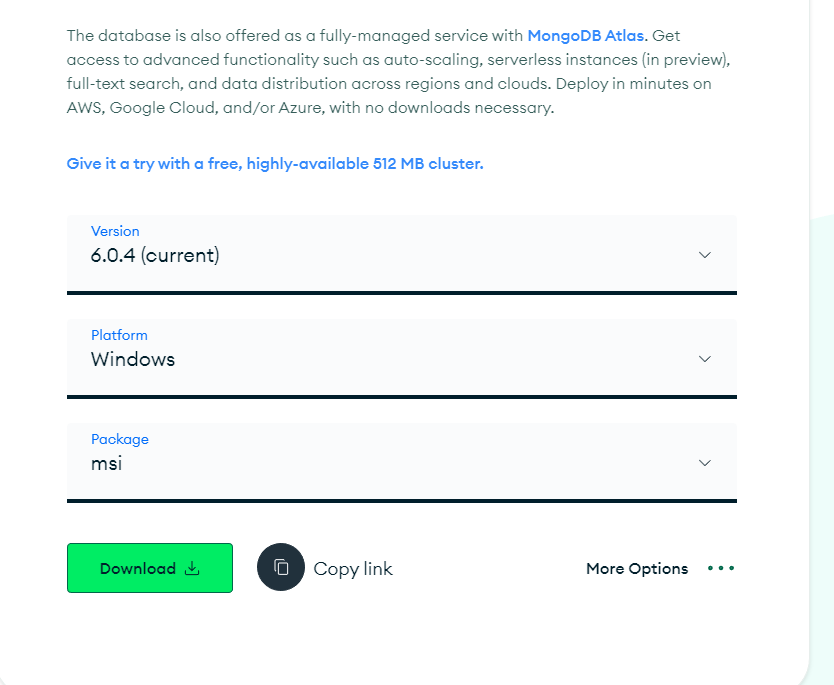 The database is also offered as a fully-managed service with MongoDB Atlas. Get
access to advanced functionality such as auto-scaling, serverless instances (in preview),
full-text search, and data distribution across regions and clouds. Deploy in minutes on
AWS, Google Cloud, and/or Azure, with no downloads necessary.
Give it a try with a free, highly-available 512 MB cluster.
Version
6.0.4 (current)
Platform
Windows
Package
msi
Download
Copy link
More Options